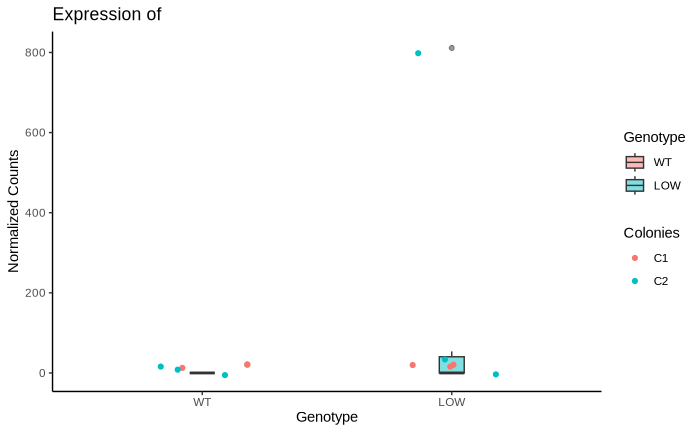 Expression of
Normalized Counts
800
600
400
200
0
WT
LOW
Genotype
Genotype
WT
LOW
Colonies
C1
C2